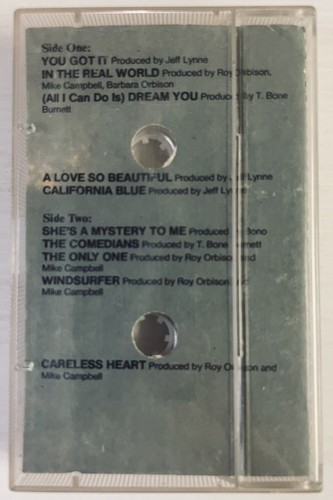 Side One:
YOU GOT IT Produced by Jeff Lynne
IN THE REAL WORLD Produced by Roy Orbison,
Mike Campbell, Barbara Orbison
(All I Can Do Is) DREAM YOU Produced by T. Bone
Burnett
A LOVE SO BEAUTIFUL Produced by Jeff Lynne
CALIFORNIA BLUE Produced by Jeff Lynne
Side Two:
SHE'S A MYSTERY TO ME Produced by Bono
THE COMEDIANS Produced by T. Bone Burnett
THE ONLY ONE Produced by Roy Orbison and
Mike Campbell
WINDSURFER Produced by Roy Orbison and
Mike Campbell
CARELESS HEART Produced by Roy Orbison and
Mike Campbell